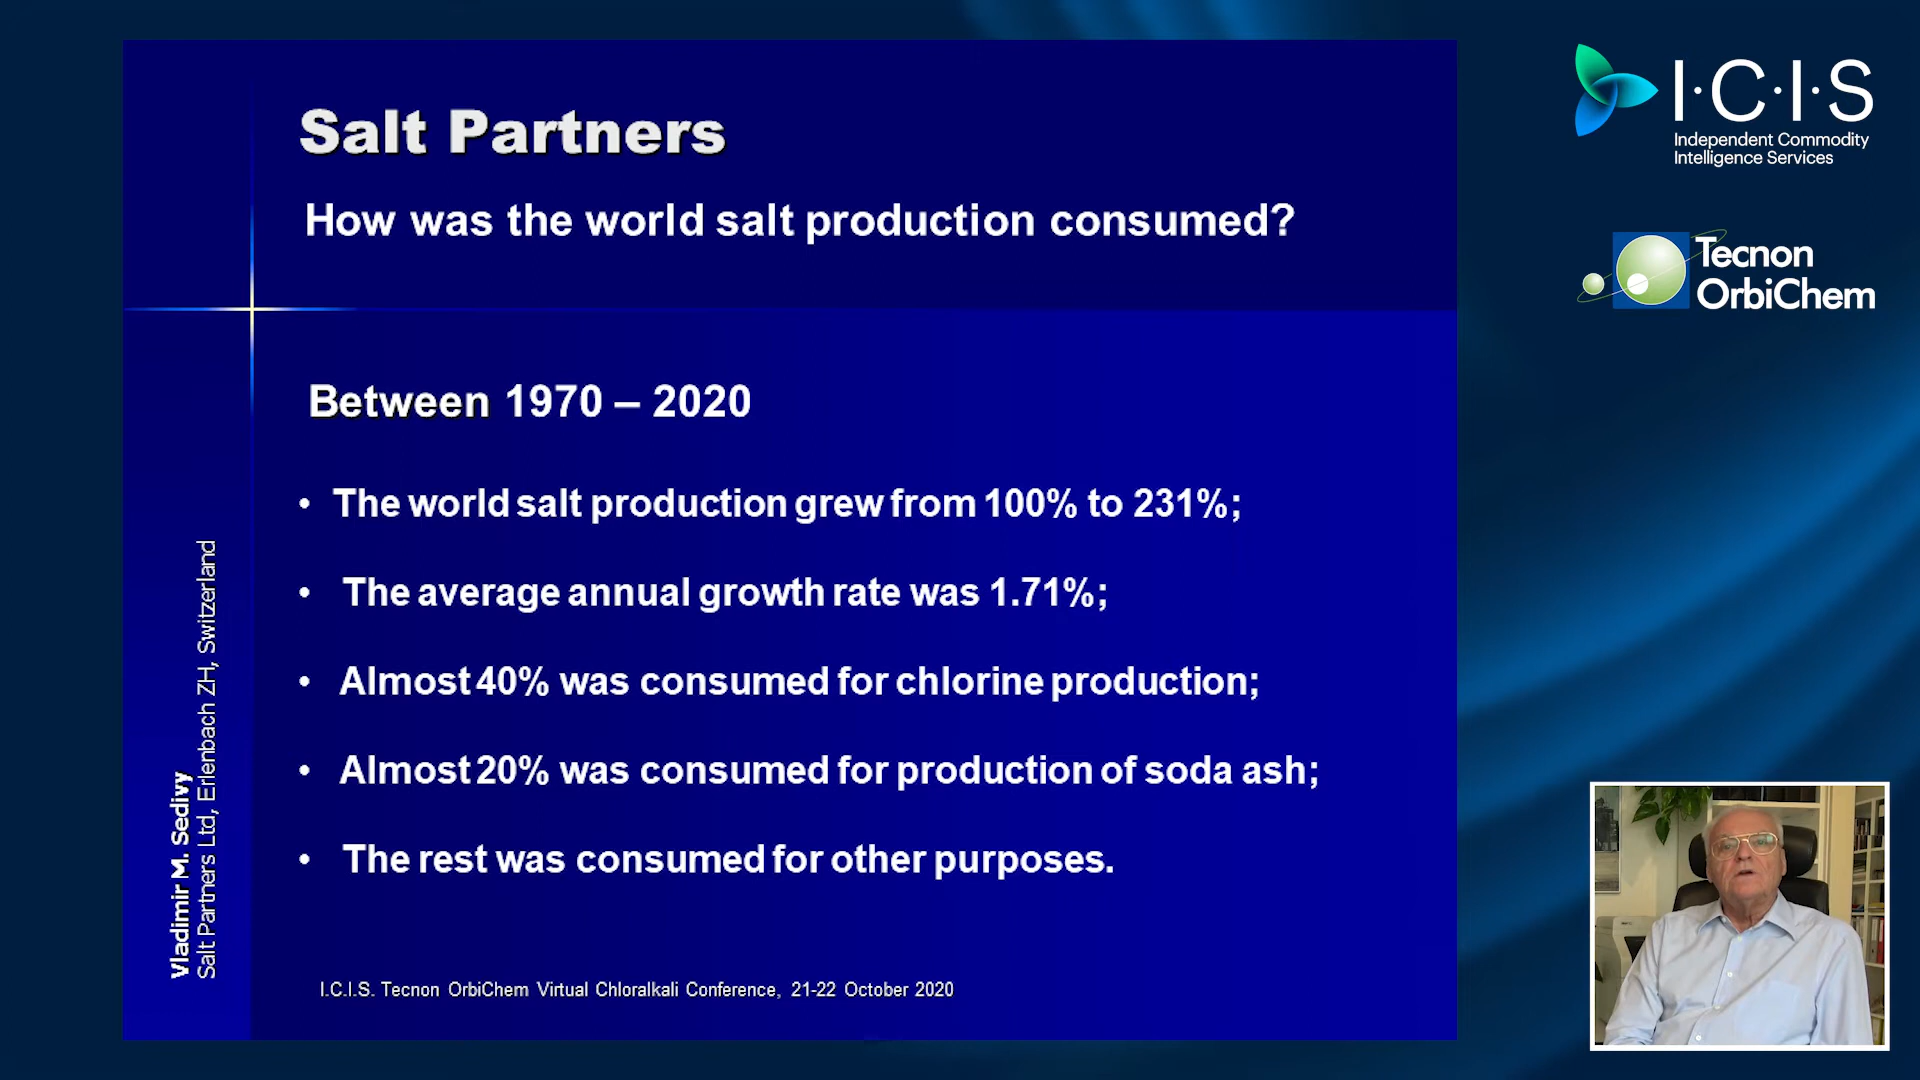 Salt Partners
How was the world salt production consumed?
Between 1970 – 2020
• The world salt production grew from 100% to 231%;
• The average annual growth rate was 1.71%;
• Almost 40% was consumed for chlorine production;
• Almost 20% was consumed for production of soda ash;
• The rest was consumed for other purposes.
I.C.I.S. Tecnon OrbiChem Virtual Chloralkali Conference, 21-22 October 2020
Vladimir M. Sedivy
Salt Partners Ltd, Erlenbach ZH, Switzerland
I·C·I·S
Independent Commodity
Intelligence Services
Tecnon
OrbiChem